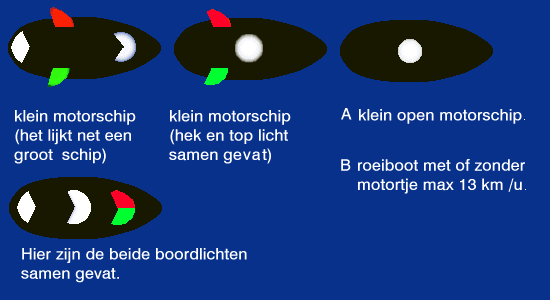 klein motorschip
(het lijkt net een
groot schip)
klein motorschip
(hek en top licht
samen gevat)
A klein open motorschip.
B roeiboot met of zonder
motortje max 13 km /u.
Hier zijn de beide boordlichten
samen gevat.